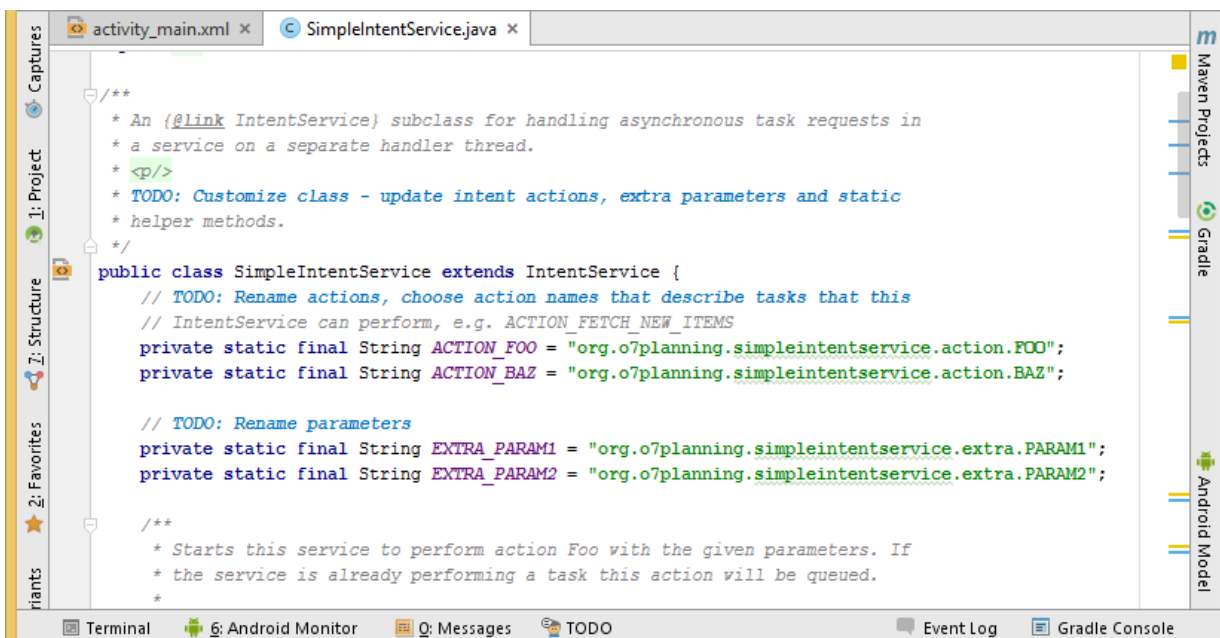 activity_main.xml
SimpleIntentService.java
Captures
1: Project
7: Structure
2: Favorites
riants
/**
* An {@link IntentService} subclass for handling asynchronous task requests in
* a service on a separate handler thread.
* <p/>
* TODO: Customize class - update intent actions, extra parameters and static
* helper methods.
*/
public class SimpleIntentService extends IntentService {
// TODO: Rename actions, choose action names that describe tasks that this
// IntentService can perform, e.g. ACTION_FETCH_NEW_ITEMS
private static final String ACTION_FOO = "org.o7planning.simpleintentservice.action.FOO";
private static final String ACTION_BAZ = "org.o7planning.simpleintentservice.action.BAZ";
// TODO: Rename parameters
private static final String EXTRA_PARAM1 = "org.o7planning.simpleintentservice.extra.PARAM1";
private static final String EXTRA_PARAM2 = "org.o7planning.simpleintentservice.extra.PARAM2";
/**
* Starts this service to perform action Foo with the given parameters. If
* the service is already performing a task this action will be queued.
*
m
Maven Projects
Gradle
Android Model
Terminal
6: Android Monitor
0: Messages
TODO
Event Log
Gradle Console